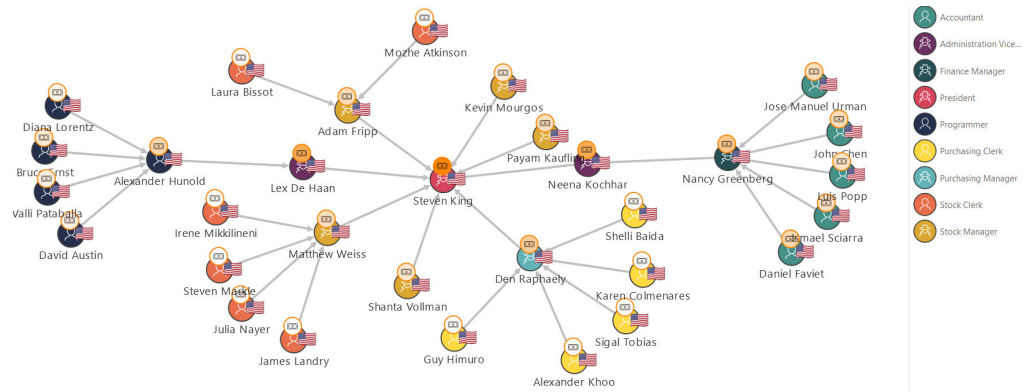 Mozhe Atkinson
Laura Bissot
Kevin Mourgos
Jose Manuel Urman
Diana Lorentz
Adam Fripp
John Chen
Payam Kaufling
Bruce Ernst
Alexander Hunold
Lex De Haan
Neena Kochhar
Nancy Greenberg
Luis Popp
Steven King
Valli Pataballa
Irene Mikkilineni
Shelli Baida
Ismael Sciarra
David Austin
Matthew Weiss
Daniel Faviet
Den Raphaely
Steven Markle
Karen Colmenares
Shanta Vollman
Julia Nayer
Sigal Tobias
James Landry
Guy Himuro
Alexander Khoo
Accountant
Administration Vice...
Finance Manager
President
Programmer
Purchasing Clerk
Purchasing Manager
Stock Clerk
Stock Manager